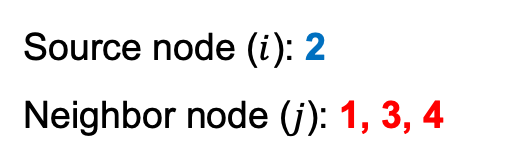 Source node (i): 2
Neighbor node (j): 1, 3, 4